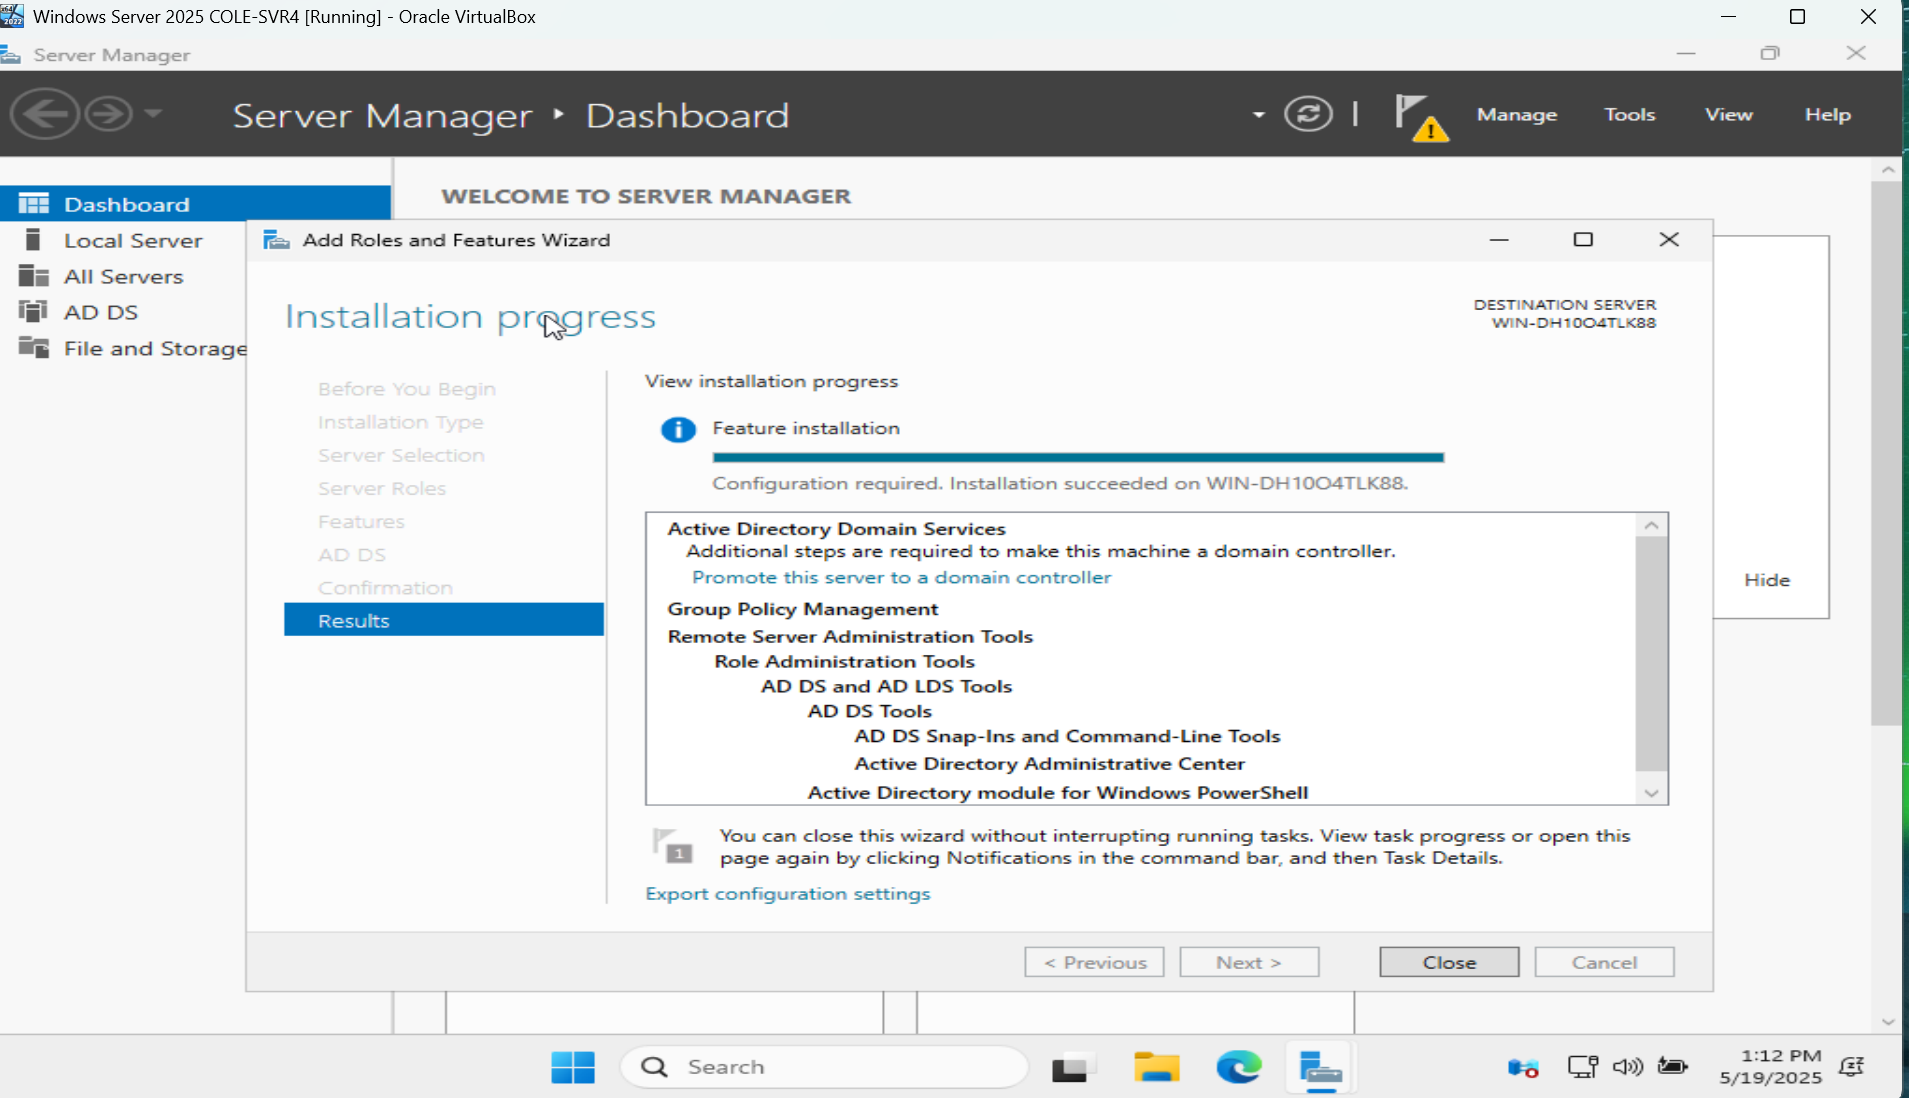 Windows Server 2025 COLE-SVR4 [Running] - Oracle VirtualBox
Server Manager
Server Manager ‣ Dashboard
Manage
Tools
View
Help
Dashboard
Local Server
All Servers
AD DS
File and Storage
WELCOME TO SERVER MANAGER
Add Roles and Features Wizard
Installation progress
DESTINATION SERVER
WIN-DH10O4TLK88
Before You Begin
Installation Type
Server Selection
Server Roles
Features
AD DS
Confirmation
Results
View installation progress
Feature installation
Configuration required. Installation succeeded on WIN-DH10O4TLK88.
Active Directory Domain Services
Additional steps are required to make this machine a domain controller.
Promote this server to a domain controller
Group Policy Management
Remote Server Administration Tools
Role Administration Tools
AD DS and AD LDS Tools
AD DS Tools
AD DS Snap-Ins and Command-Line Tools
Active Directory Administrative Center
Active Directory module for Windows PowerShell
1
You can close this wizard without interrupting running tasks. View task progress or open this
page again by clicking Notifications in the command bar, and then Task Details.
Export configuration settings
< Previous
Next >
Close
Cancel
Hide
Search
1:12 PM
5/19/2025